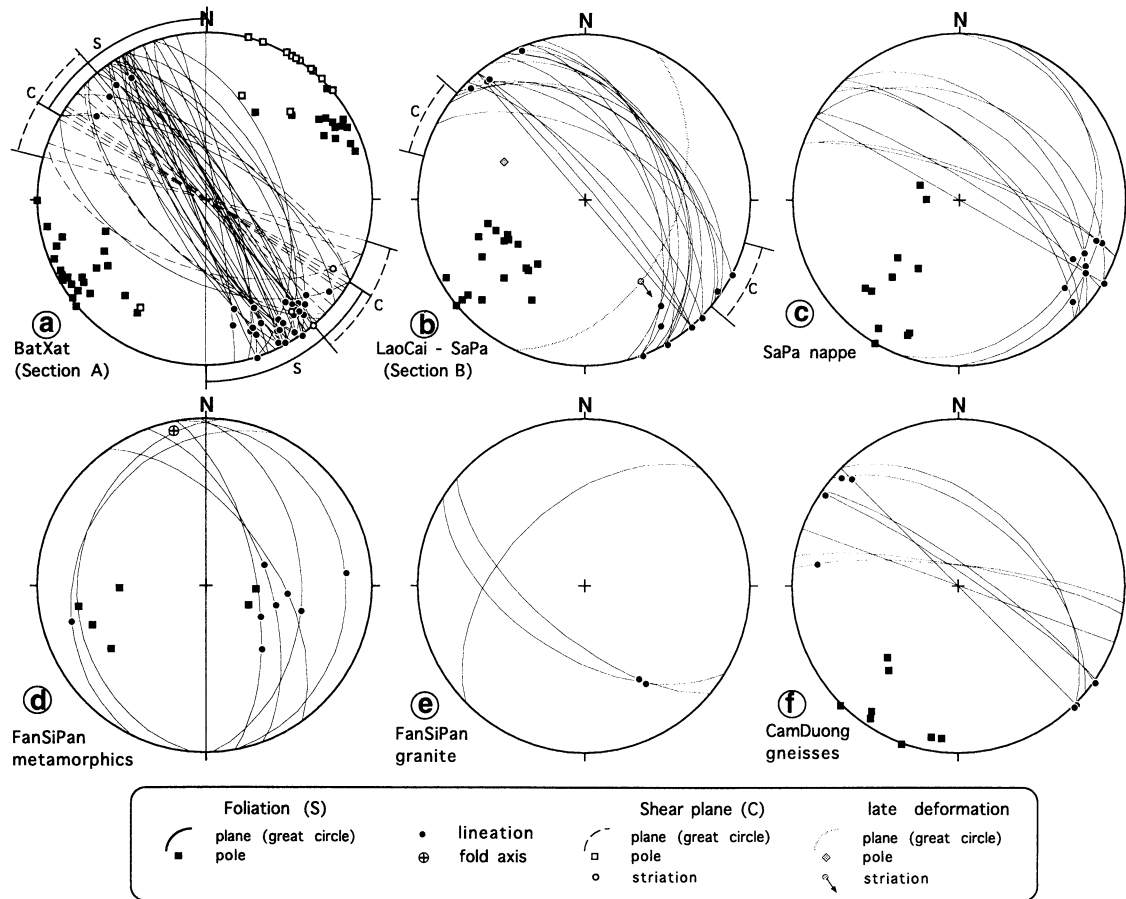 N
S
C
C
S
a
BatXat
(Section A)
N
C
C
b
LaoCai - SaPa
(Section B)
N
c
SaPa nappe
N
d
FanSiPan
metamorphics
N
e
FanSiPan
granite
N
f
CamDuong
gneisses
Foliation (S)
plane (great circle)
pole
lineation
fold axis
Shear plane (C)
plane (great circle)
pole
striation
late deformation
plane (great circle)
pole
striation